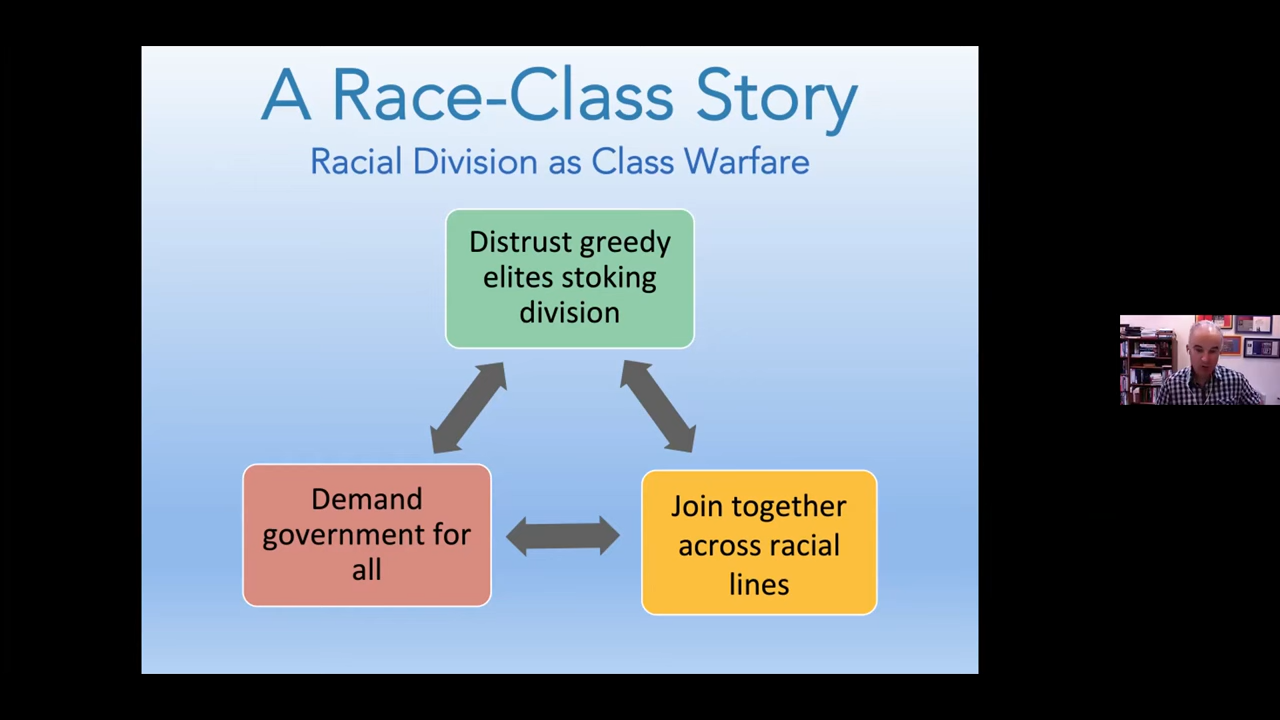 A Race-Class Story
Racial Division as Class Warfare
Distrust greedy
elites stoking
division
Demand
government for
all
Join together
across racial
lines